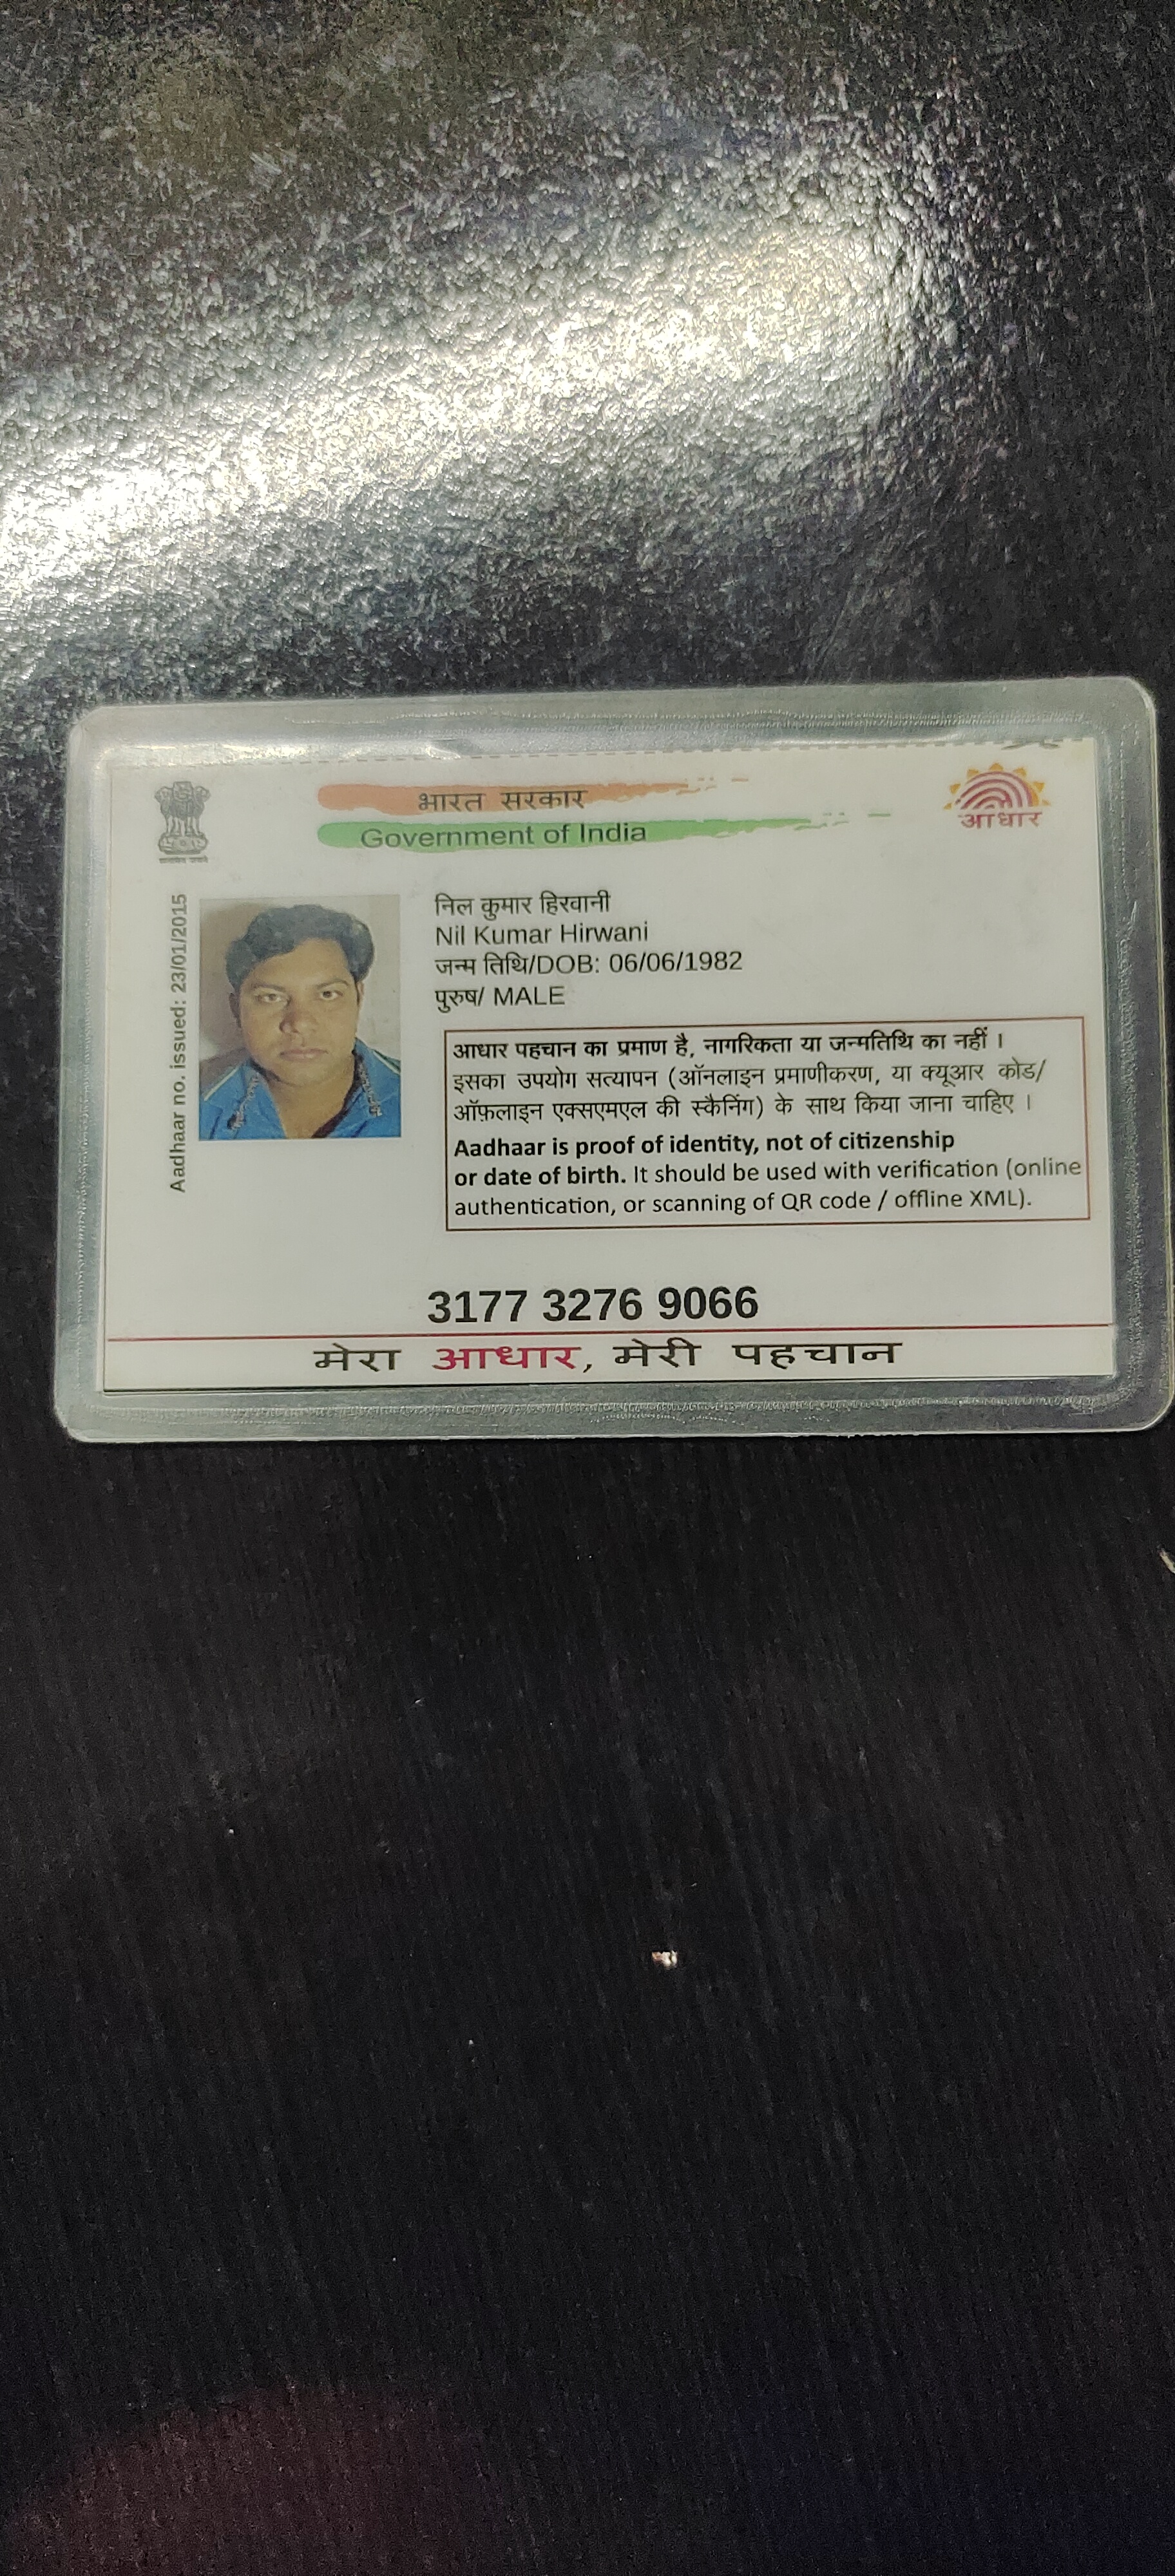 भारत सरकार
Government of India
आधार
Aadhaar no. issued: 23/01/2015
निल कुमार हिरवानी
Nil Kumar Hirwani
जन्म तिथि/DOB: 06/06/1982
पुरुष/ MALE
आधार पहचान का प्रमाण है, नागरिकता या जन्मतिथि का नहीं ।
इसका उपयोग सत्यापन (ऑनलाइन प्रमाणीकरण, या क्यूआर कोड/
ऑफ़लाइन एक्सएमएल की स्कैनिंग) के साथ किया जाना चाहिए ।
Aadhaar is proof of identity, not of citizenship
or date of birth. It should be used with verification (online
authentication, or scanning of QR code / offline XML).
3177 3276 9066
मेरा आधार, मेरी पहचान